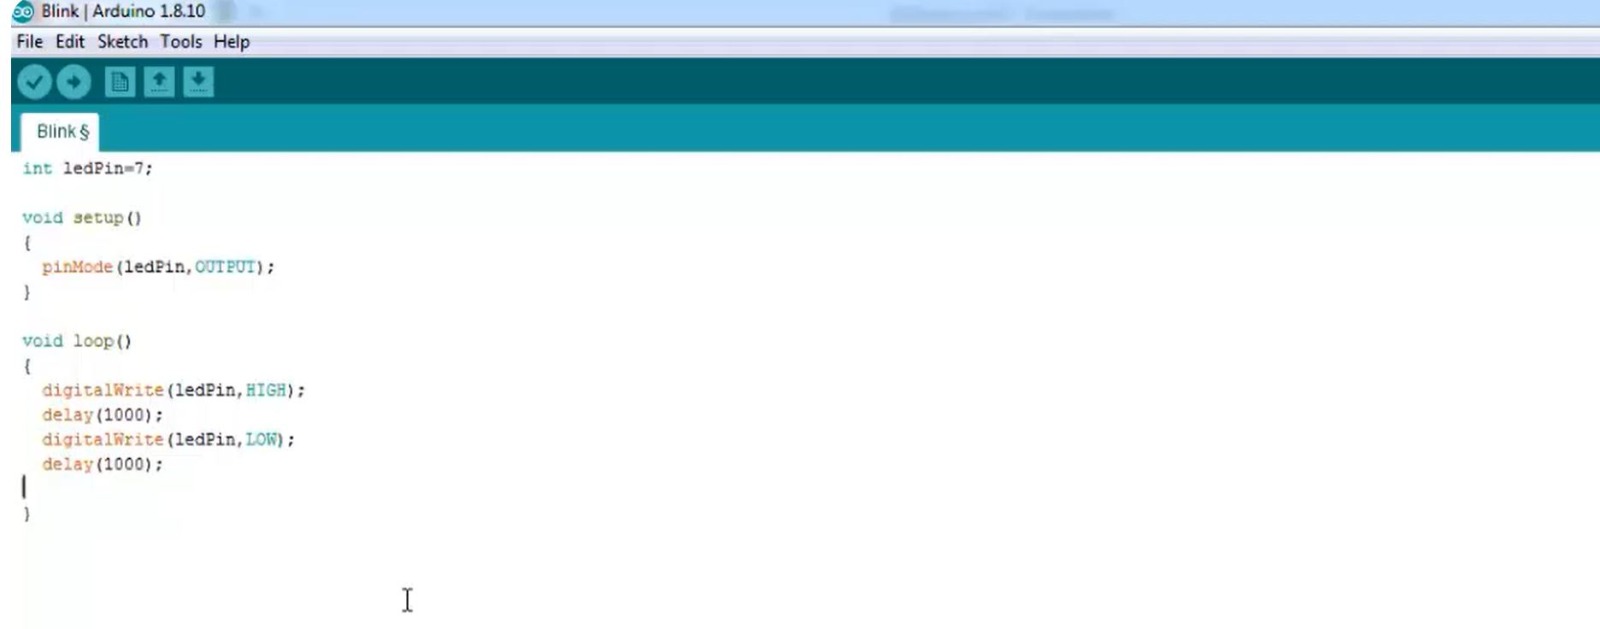 Blink | Arduino 1.8.10
File Edit Sketch Tools Help
Blink §
int ledPin=7;
void setup()
{
pinMode(ledPin,OUTPUT);
}
void loop()
{
digitalWrite(ledPin,HIGH);
delay(1000);
digitalWrite(ledPin,LOW);
delay(1000);
}